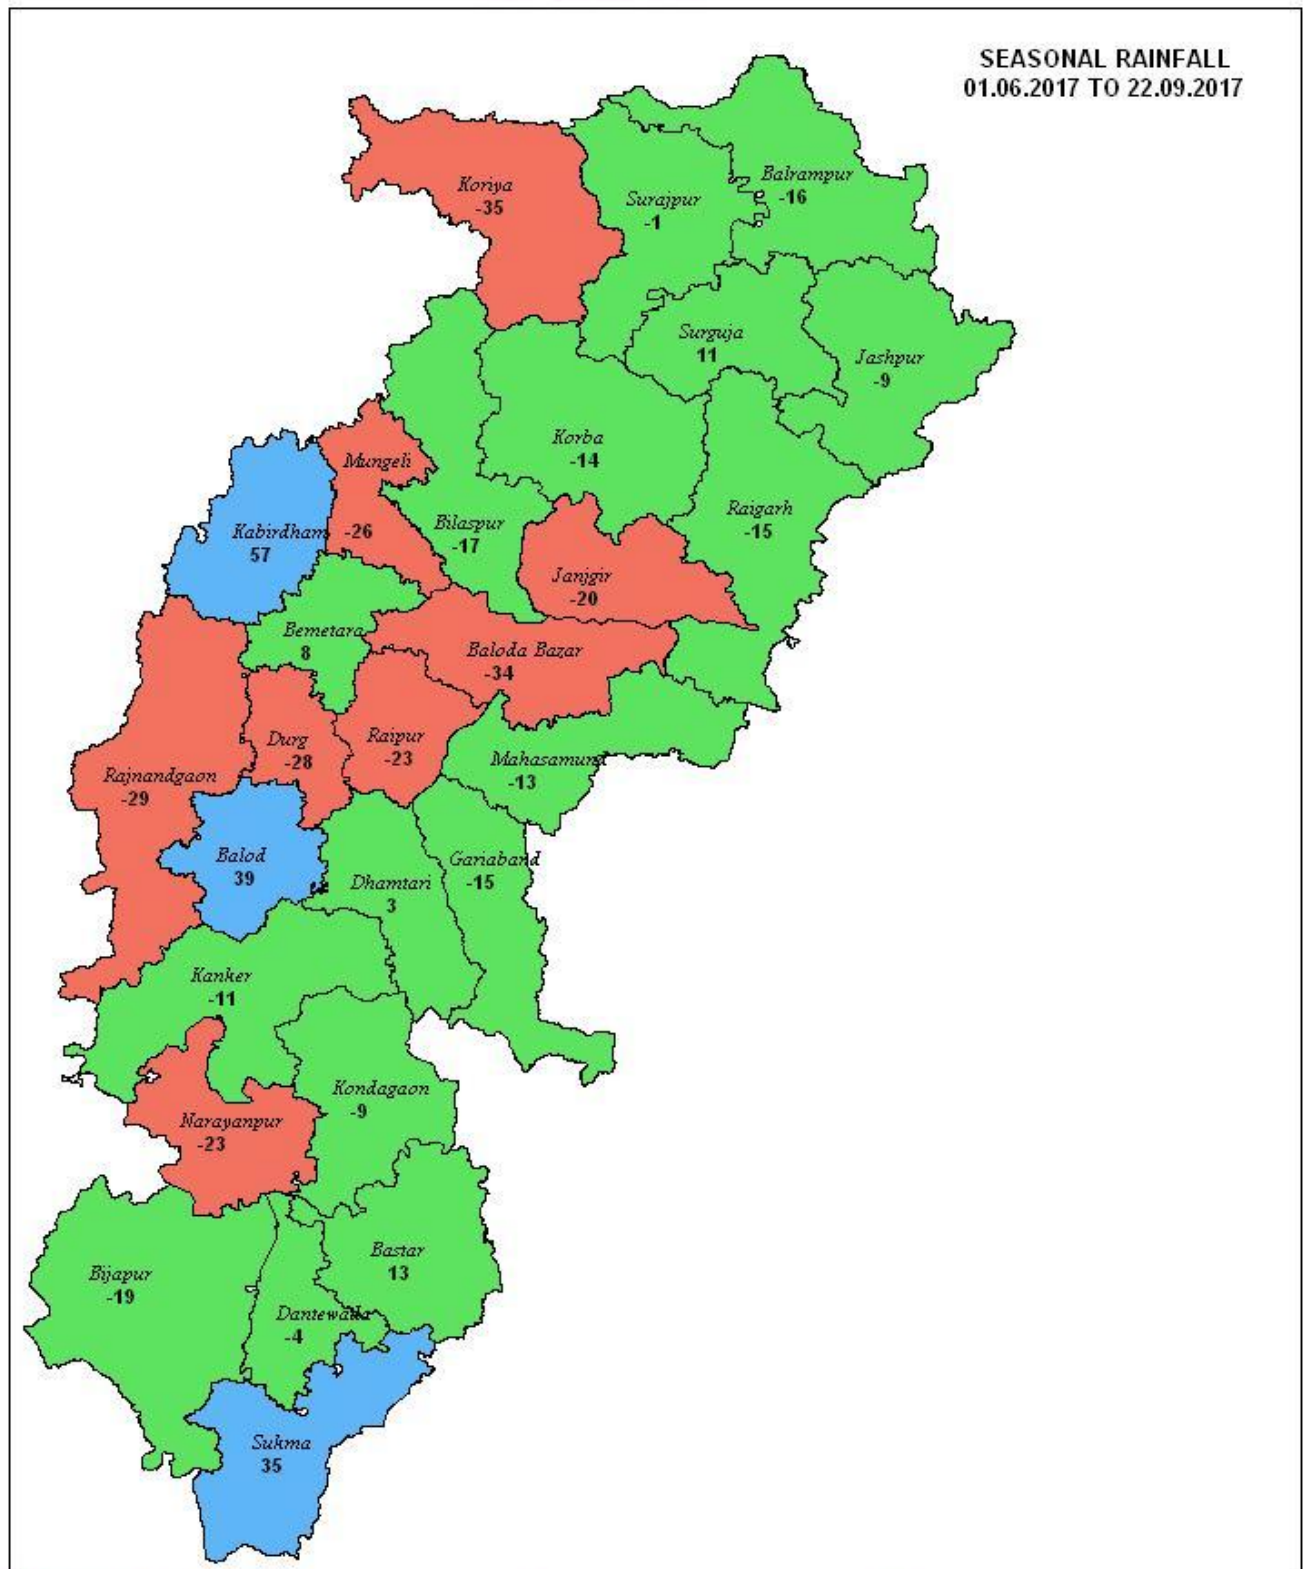 SEASONAL RAINFALL
01.06.2017 TO 22.09.2017
Koriya
-35
Surajpur
-1
Balrampur
-16
Surguja
11
Jashpur
-9
Korba
-14
Mungeli
-26
Kabirdham
57
Bilaspur
-17
Raigarh
-15
Janjgir
-20
Bemetara
8
Baloda Bazar
-34
Durg
-28
Raipur
-23
Mahasamund
-13
Rajnandgaon
-29
Balod
39
Dhamtari
3
Gariaband
-15
Kanker
-11
Kondagaon
-9
Narayanpur
-23
Bastar
13
Bijapur
-19
Dantewada
-4
Sukma
35